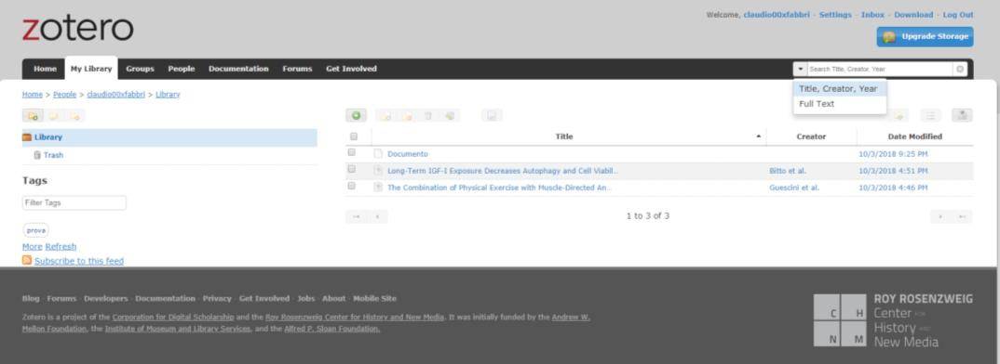 zotero
Welcome, claudio00xfabbri · Settings · Inbox · Download · Log Out
Upgrade Storage
Home My Library Groups People Documentation Forums Get Involved
Search Title, Creator, Year
Title, Creator, Year
Full Text
Home > People > claudio00xfabbri > Library
Library
Trash
Tags
Filter Tags
prova
More Refresh
Subscribe to this feed
Title Creator Date Modified
Documento 10/3/2018 9:25 PM
Long-Term IGF-I Exposure Decreases Autophagy and Cell Viabil... Bitto et al. 10/3/2018 4:51 PM
The Combination of Physical Exercise with Muscle-Directed An... Guescini et al. 10/3/2018 4:46 PM
1 to 3 of 3
Blog · Forums · Developers · Documentation · Privacy · Get Involved · Jobs · About · Mobile Site
Zotero is a project of the Corporation for Digital Scholarship and the Roy Rosenzweig Center for History and New Media. It was initially funded by the Andrew W.
Mellon Foundation, the Institute of Museum and Library Services, and the Alfred P. Sloan Foundation.
C H
N M
ROY ROSENZWEIG
Center FOR
History AND
New Media